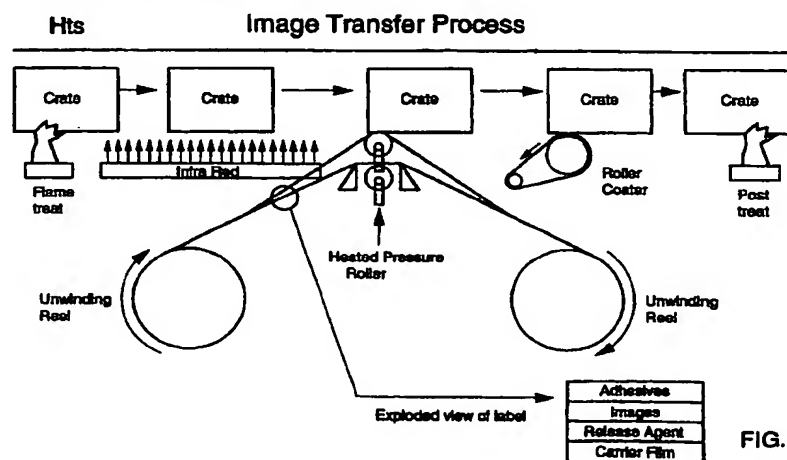 Hts
Image Transfer Process
Crate
Crate
Crate
Crate
Crate
Flame
treat
Infra Red
Heated Pressure
Roller
Roller
Coater
Post
treat
Unwinding
Reel
Unwinding
Reel
Exploded view of label
Adhesives
Images
Release Agent
Carrier Film
FIG.